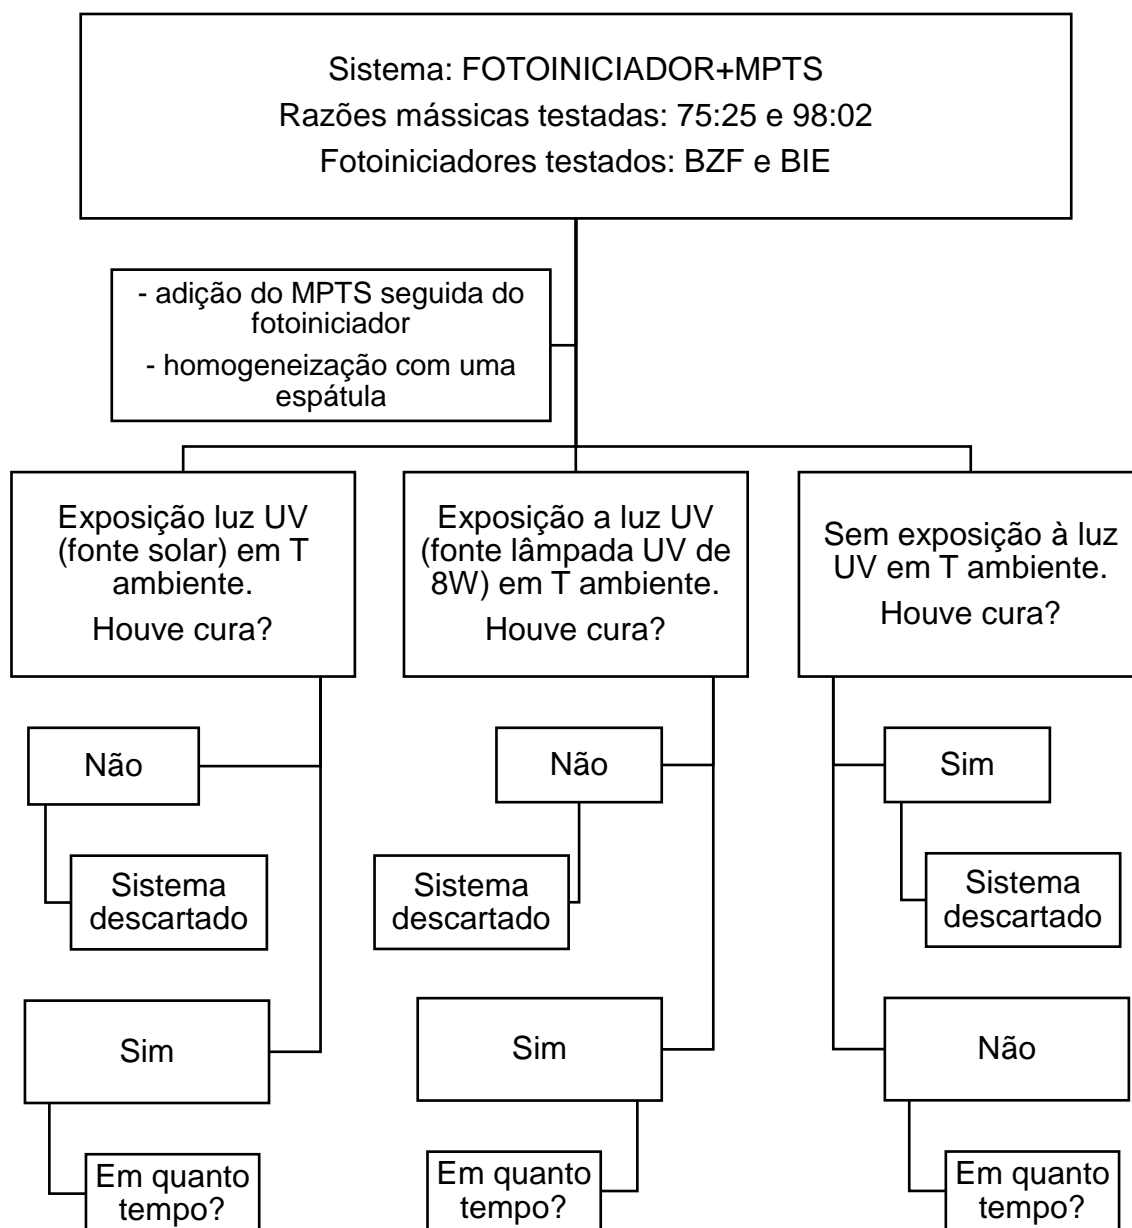 Sistema: FOTOINICIADOR+MPTS
Razões mássicas testadas: 75:25 e 98:02
Fotoiniciadores testados: BZF e BIE
- adição do MPTS seguida do
fotoiniciador
- homogeneização com uma
espátula
Exposição luz UV
(fonte solar) em T
ambiente.
Houve cura?
Exposição a luz UV
(fonte lâmpada UV de
8W) em T ambiente.
Houve cura?
Sem exposição à luz
UV em T ambiente.
Houve cura?
Não
Sistema
descartado
Sim
Em quanto
tempo?
Não
Sistema
descartado
Sim
Em quanto
tempo?
Sim
Sistema
descartado
Não
Em quanto
tempo?